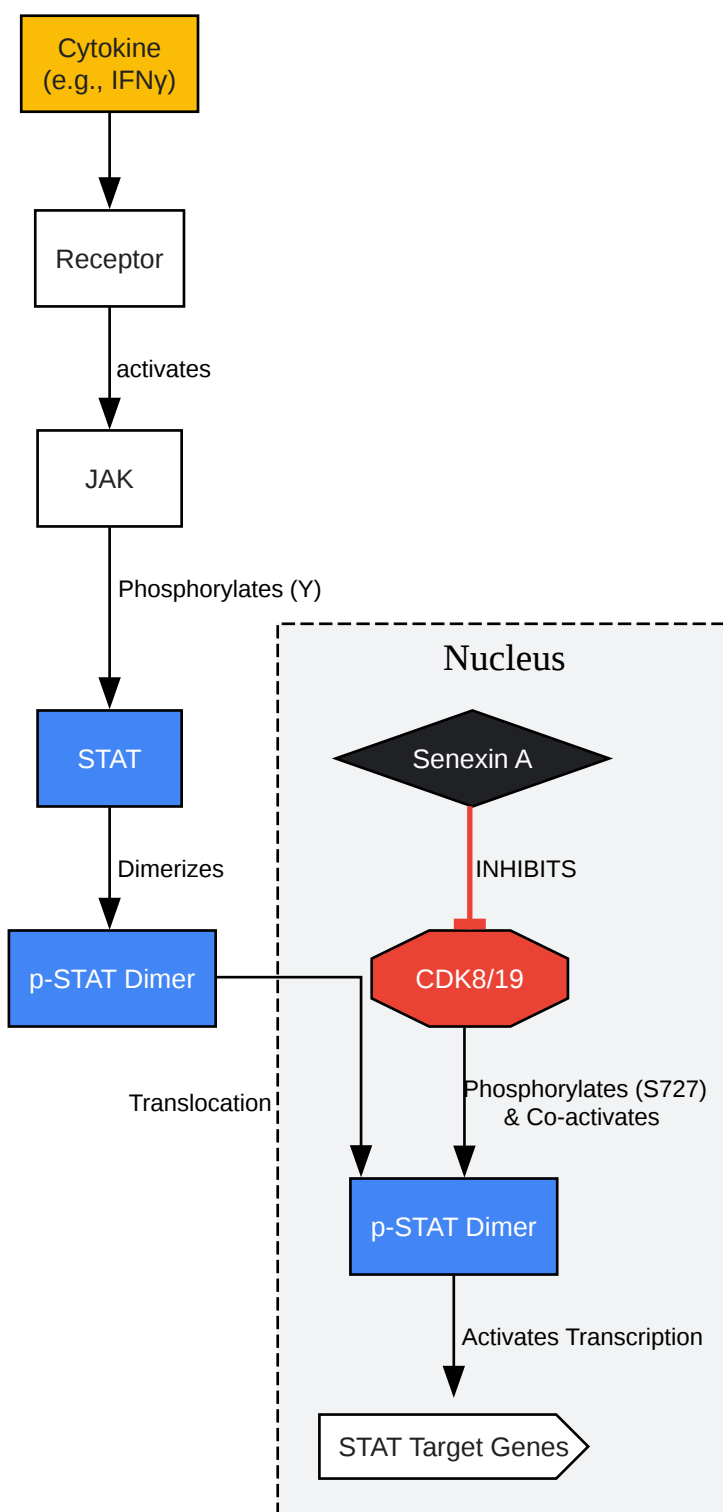 Cytokine
(e.g., IFNγ)
Receptor
activates
JAK
Phosphorylates (Y)
Nucleus
STAT
Senexin A
Dimerizes
INHIBITS
p-STAT Dimer
CDK8/19
Translocation
Phosphorylates (S727)
& Co-activates
p-STAT Dimer
Activates Transcription
STAT Target Genes